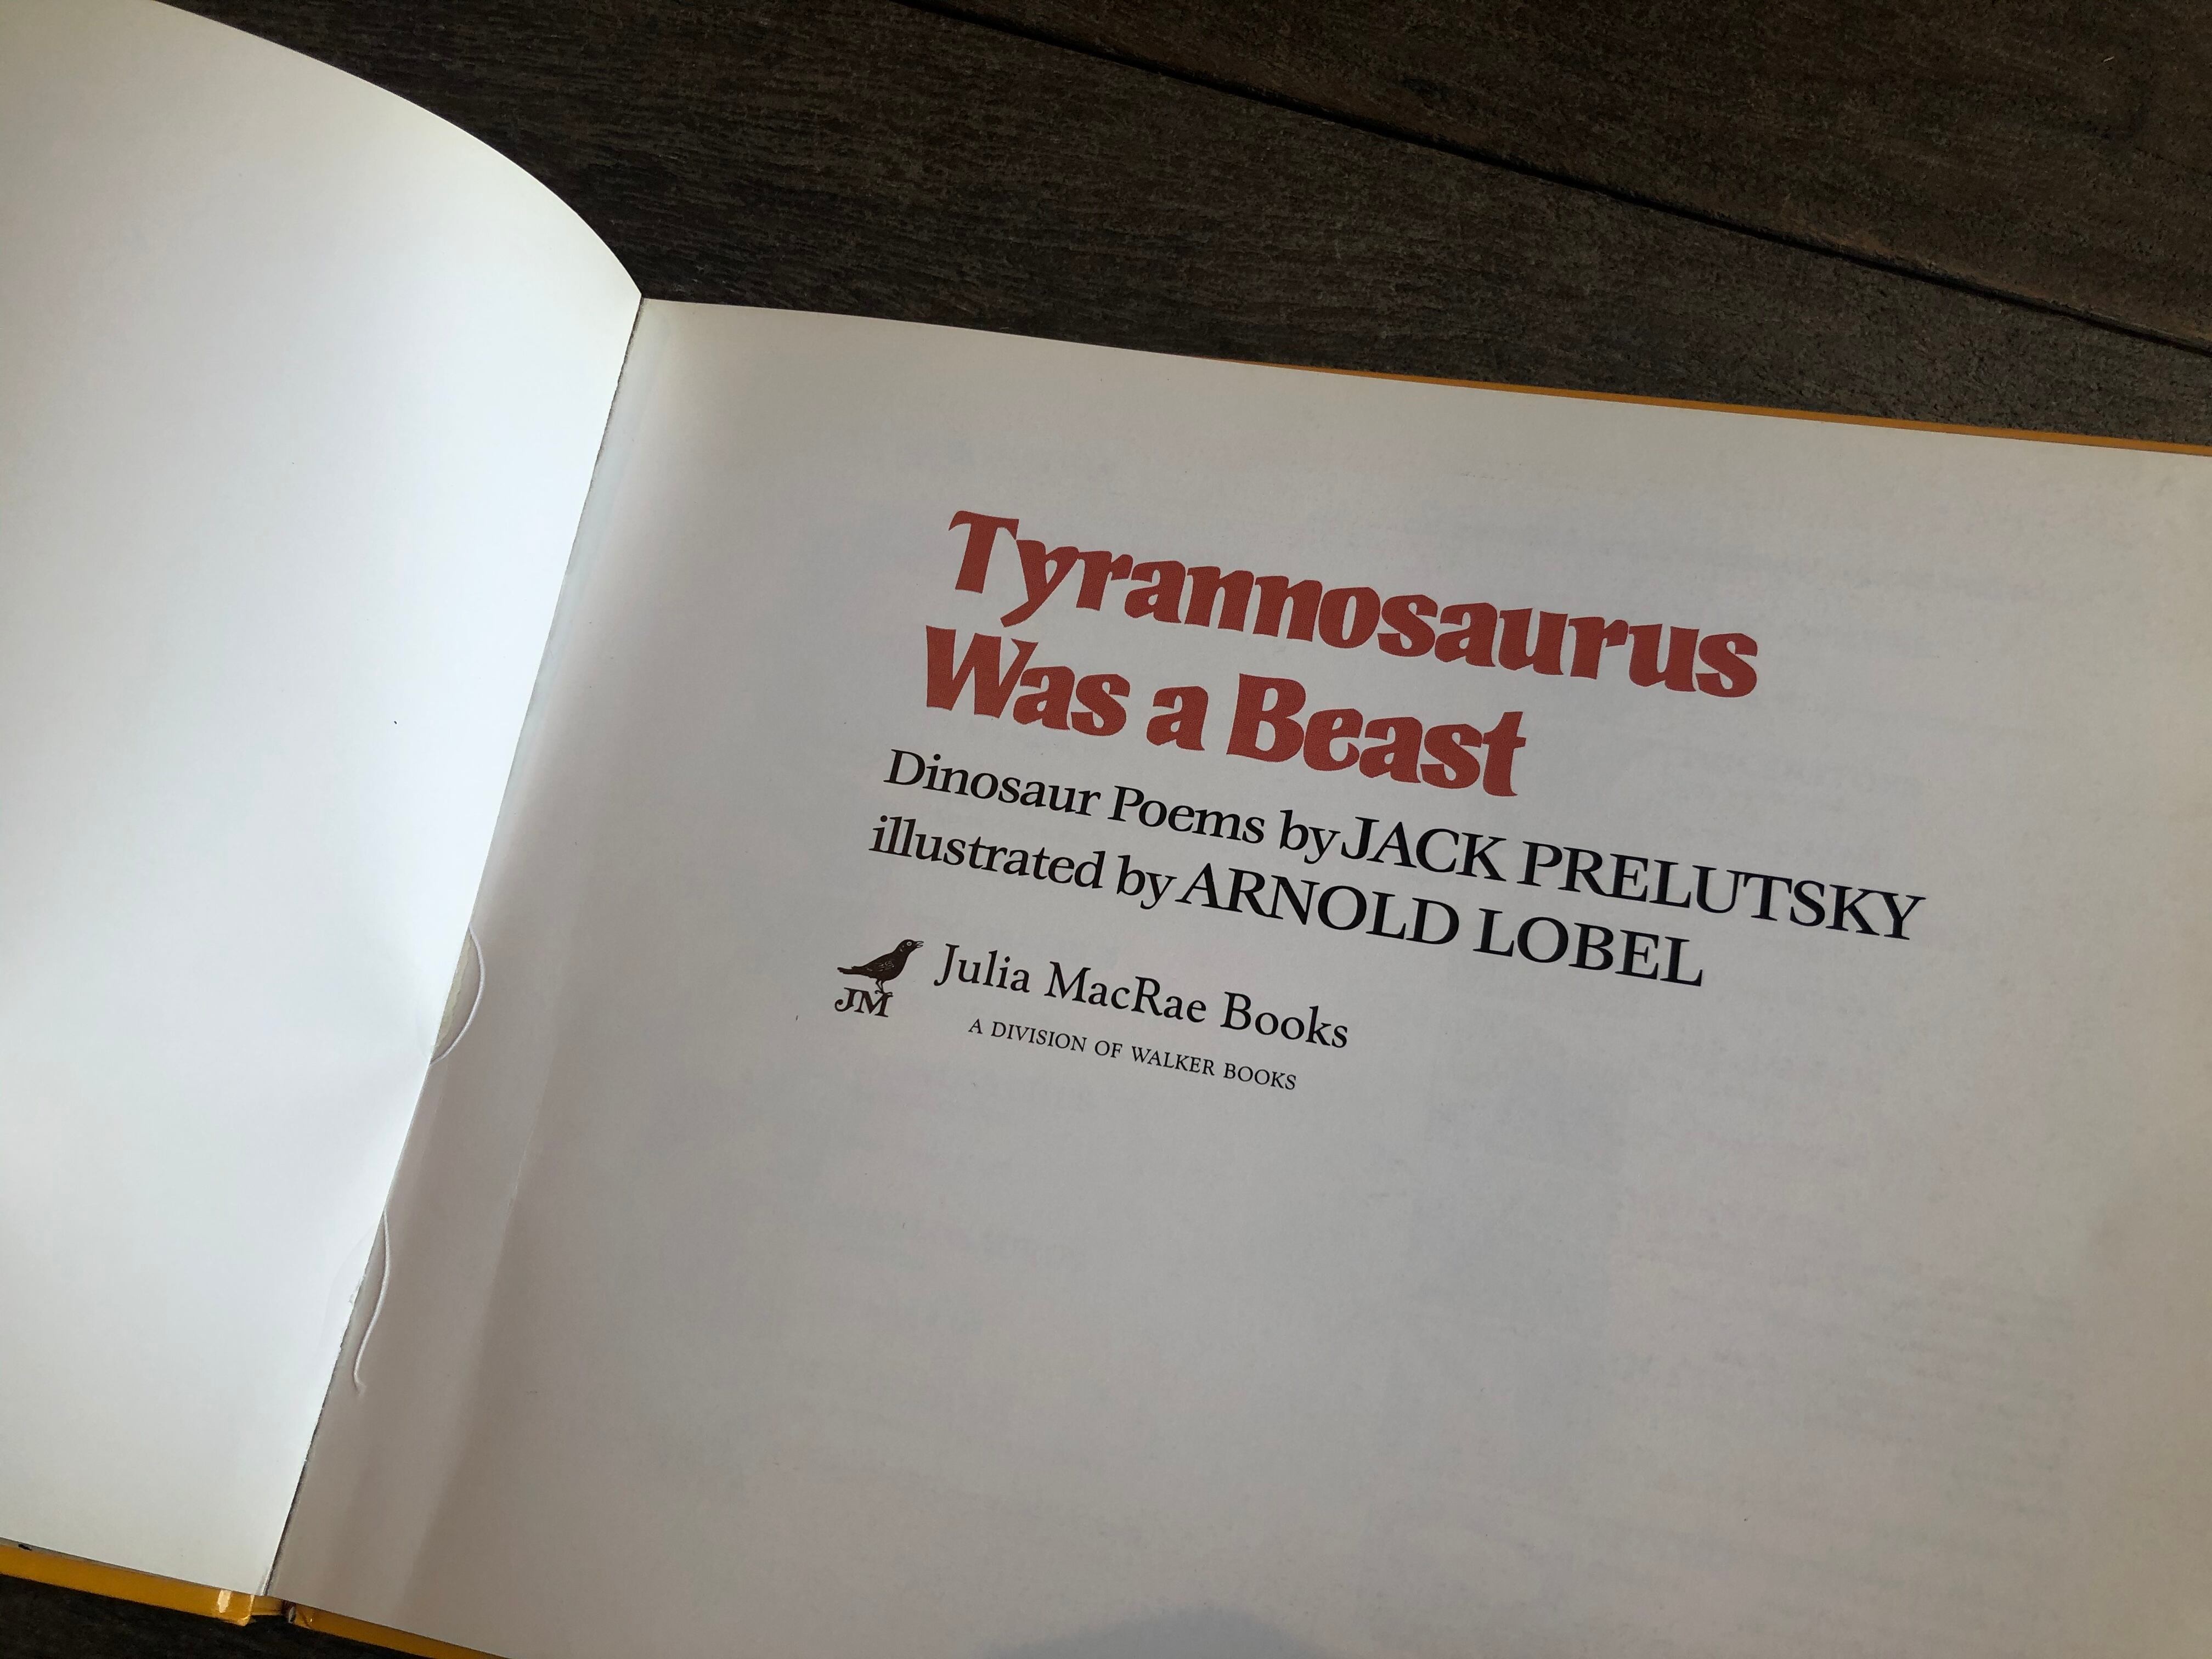 Tyrannosaurus
Was a Beast
Dinosaur Poems by JACK PRELUTSKY
illustrated by ARNOLD LOBEL
JM
Julia MacRae Books
A DIVISION OF WALKER BOOKS